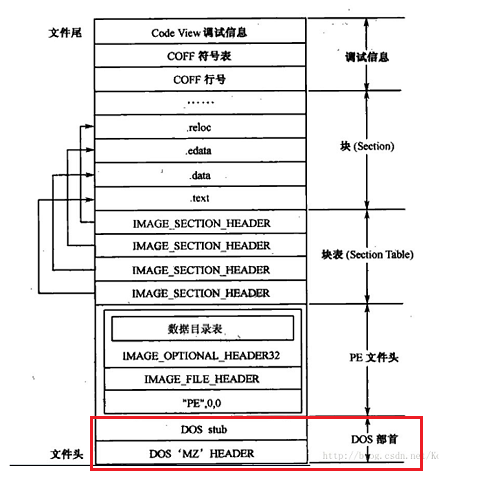 文件尾
Code View 调试信息
COFF 符号表
COFF 行号
调试信息
……
.reloc
.edata
.data
.text
块 (Section)
IMAGE_SECTION_HEADER
IMAGE_SECTION_HEADER
IMAGE_SECTION_HEADER
IMAGE_SECTION_HEADER
块表 (Section Table)
数据目录表
IMAGE_OPTIONAL_HEADER32
IMAGE_FILE_HEADER
"PE",0,0
PE 文件头
DOS stub
DOS 'MZ' HEADER
DOS 部首
文件头
http://blog.csdn.net/Ke